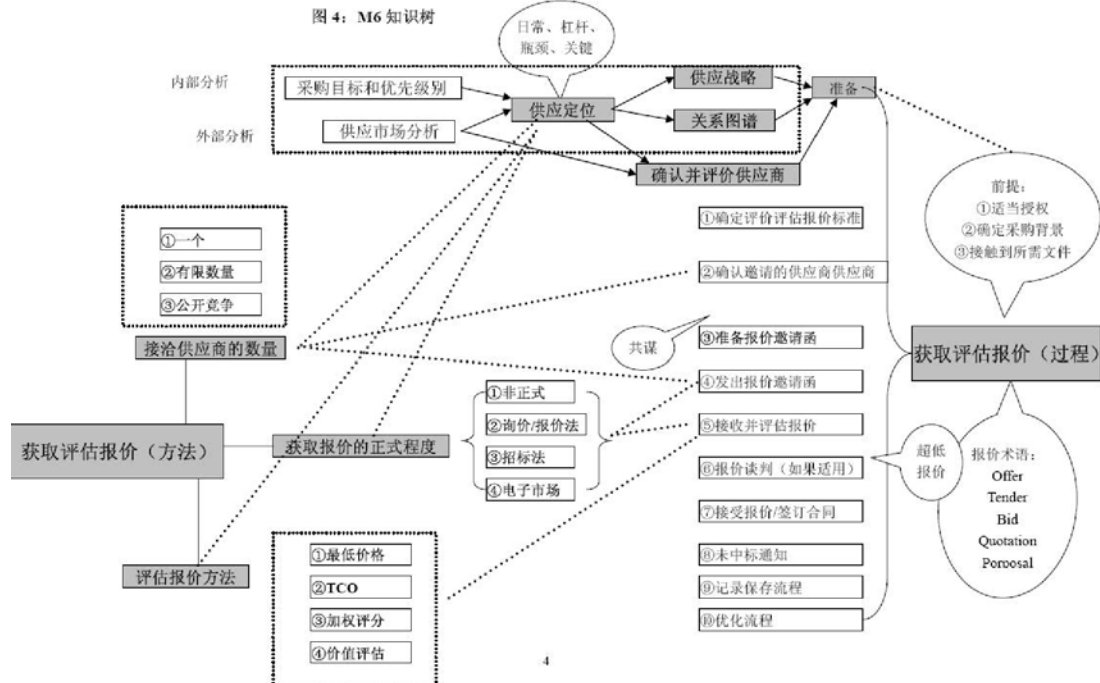 图 4：M6 知识树
日常、杠杆、
瓶颈、关键
内部分析
采购目标和优先级别
供应定位
供应战略
准备
外部分析
供应市场分析
关系图谱
确认并评价供应商
前提：
①适当授权
②确定采购背景
③接触到所需文件
①一个
②有限数量
③公开竞争
接洽供应商的数量
①确定评价评估报价标准
②确认邀请的供应商供应商
共谋
③准备报价邀请函
④发出报价邀请函
⑤接收并评估报价
⑥报价谈判（如果适用）
⑦接受报价/签订合同
⑧未中标通知
⑨记录保存流程
⑩优化流程
获取评估报价（过程）
超低
报价
报价术语：
Offer
Tender
Bid
Quotation
Porposal
获取评估报价（方法）
获取报价的正式程度
①非正式
②询价/报价法
③招标法
④电子市场
评估报价方法
①最低价格
②TCO
③加权评分
④价值评估
4